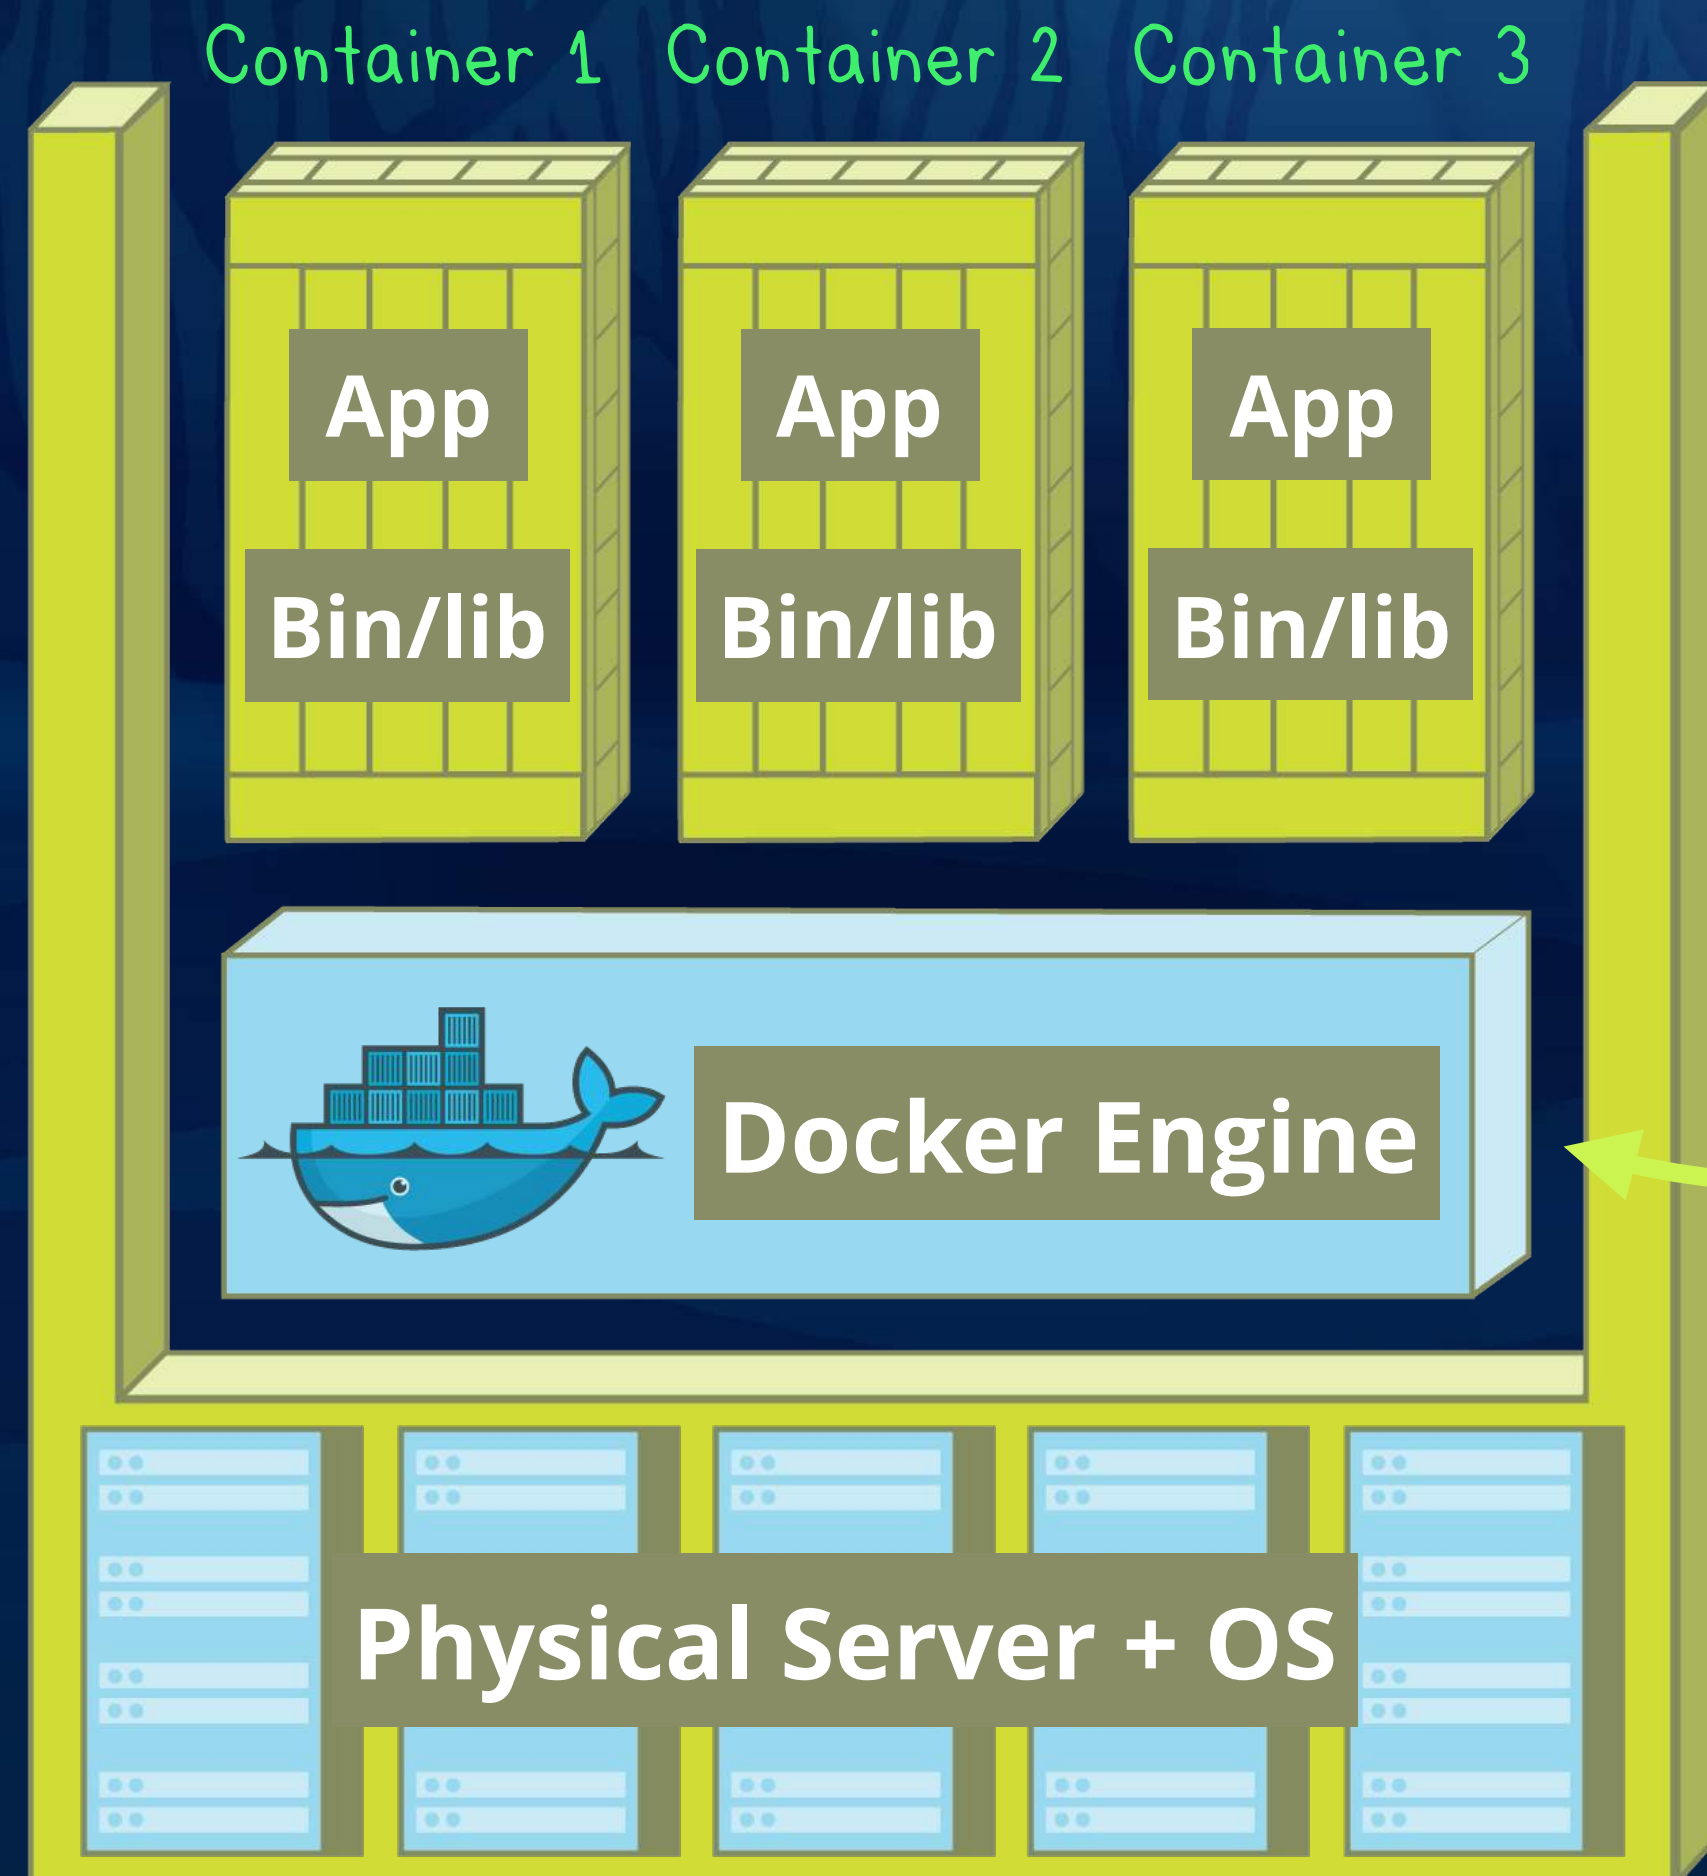 Container 1 Container 2 Container 3
App App App
Bin/lib Bin/lib Bin/lib
Docker Engine
Physical Server + OS